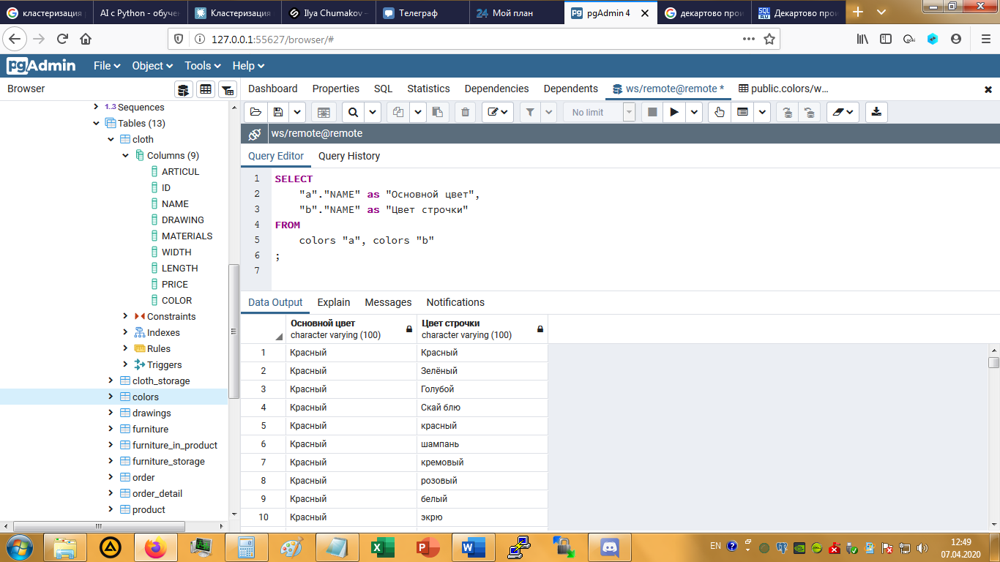 кластеризация
AI с Python - обучен
Кластеризация
Ilya Chumakov –
Телеграф
24 Мой план
pgAdmin 4
декартово прои
Декартово прои
127.0.0.1:55627/browser/#
pgAdmin File Object Tools Help
Browser
Dashboard Properties SQL Statistics Dependencies Dependents ws/remote@remote * public.colors/w...
1.3 Sequences
Tables (13)
cloth
Columns (9)
ARTICUL
ID
NAME
DRAWING
MATERIALS
WIDTH
LENGTH
PRICE
COLOR
Constraints
Indexes
Rules
Triggers
cloth_storage
colors
drawings
furniture
furniture_in_product
furniture_storage
order
order_detail
product
No limit
ws/remote@remote
Query Editor Query History
1 SELECT
2 "a"."NAME" as "Основной цвет",
3 "b"."NAME" as "Цвет строчки"
4 FROM
5 colors "a", colors "b"
6 ;
7
Data Output Explain Messages Notifications
Основной цвет Цвет строчки
character varying (100) character varying (100)
1 Красный Красный
2 Красный Зелёный
3 Красный Голубой
4 Красный Скай блю
5 Красный красный
6 Красный шампань
7 Красный кремовый
8 Красный розовый
9 Красный белый
10 Красный экрю
EN
12:49
07.04.2020